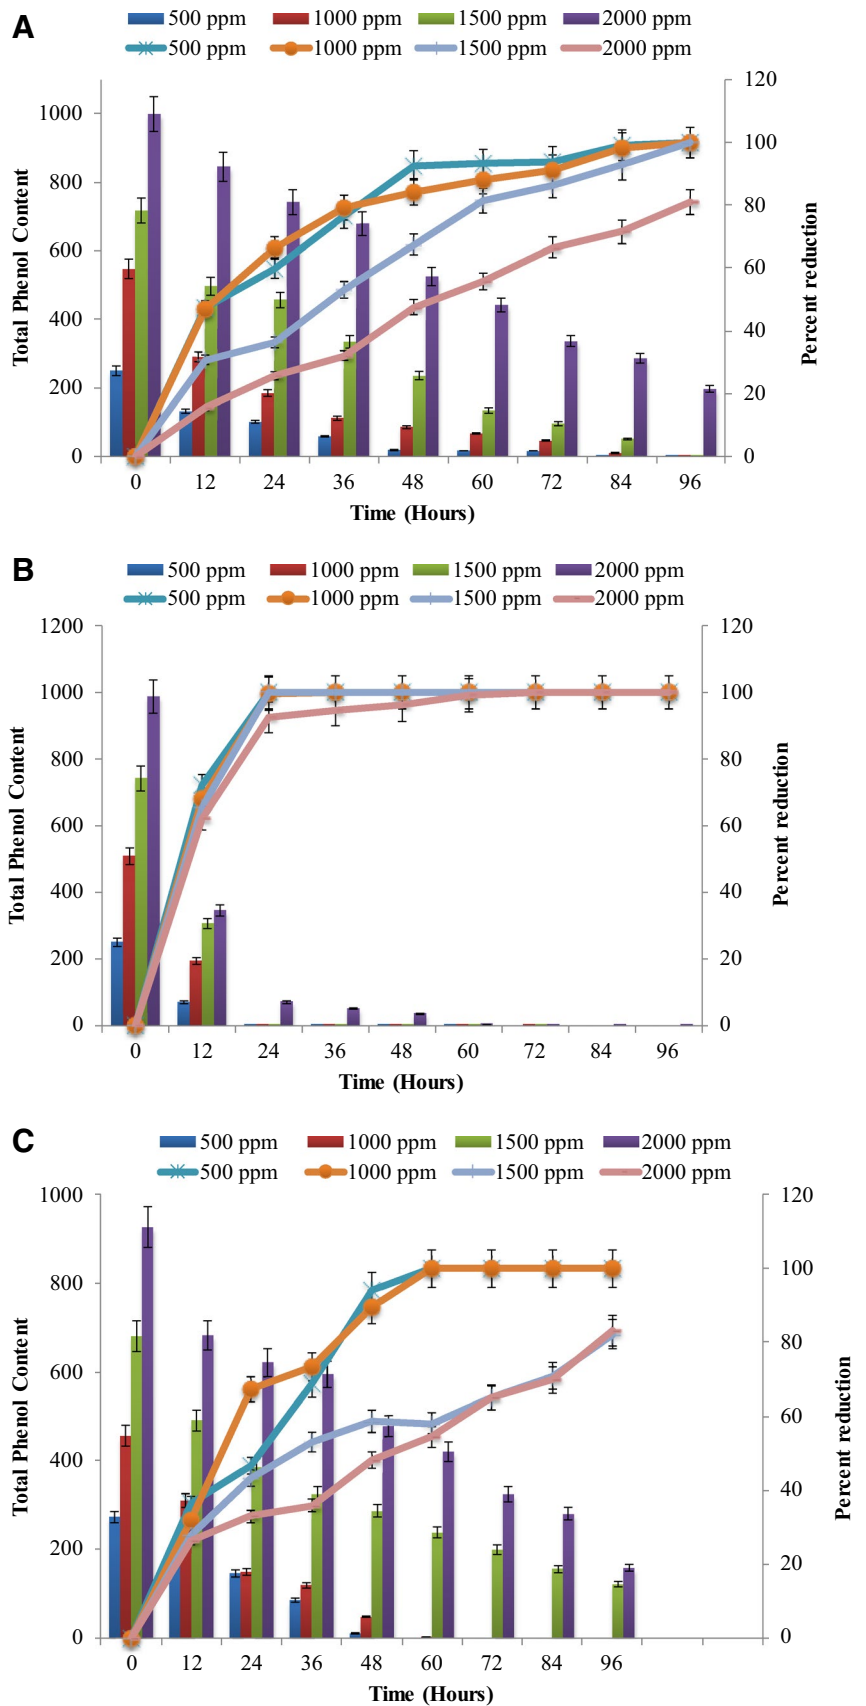 A
500 ppm 1000 ppm 1500 ppm 2000 ppm
500 ppm 1000 ppm 1500 ppm 2000 ppm
Total Phenol Content
1000
800
600
400
200
0
120
100
80
60
40
20
0
Percent reduction
0 12 24 36 48 60 72 84 96
Time (Hours)
B
500 ppm 1000 ppm 1500 ppm 2000 ppm
500 ppm 1000 ppm 1500 ppm 2000 ppm
Total Phenol Content
1200
1000
800
600
400
200
0
120
100
80
60
40
20
0
Percent reduction
0 12 24 36 48 60 72 84 96
Time (Hours)
C
500 ppm 1000 ppm 1500 ppm 2000 ppm
500 ppm 1000 ppm 1500 ppm 2000 ppm
Total Phenol Content
1000
800
600
400
200
0
120
100
80
60
40
20
0
Percent reduction
0 12 24 36 48 60 72 84 96
Time (Hours)